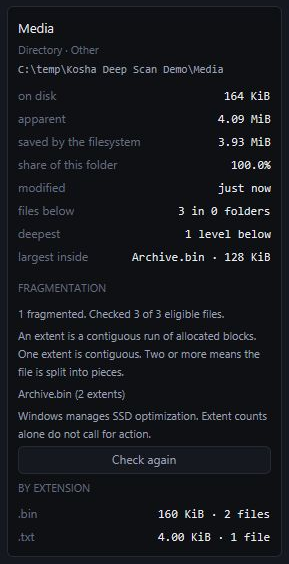 Media
Directory · Other
C:\temp\Kosha Deep Scan Demo\Media
on disk 164 KiB
apparent 4.09 MiB
saved by the filesystem 3.93 MiB
share of this folder 100.0%
modified just now
files below 3 in 0 folders
deepest 1 level below
largest inside Archive.bin · 128 KiB
FRAGMENTATION
1 fragmented. Checked 3 of 3 eligible files.
An extent is a contiguous run of allocated blocks.
One extent is contiguous. Two or more means the
file is split into pieces.
Archive.bin (2 extents)
Windows manages SSD optimization. Extent counts
alone do not call for action.
Check again
BY EXTENSION
.bin 160 KiB · 2 files
.txt 4.00 KiB · 1 file